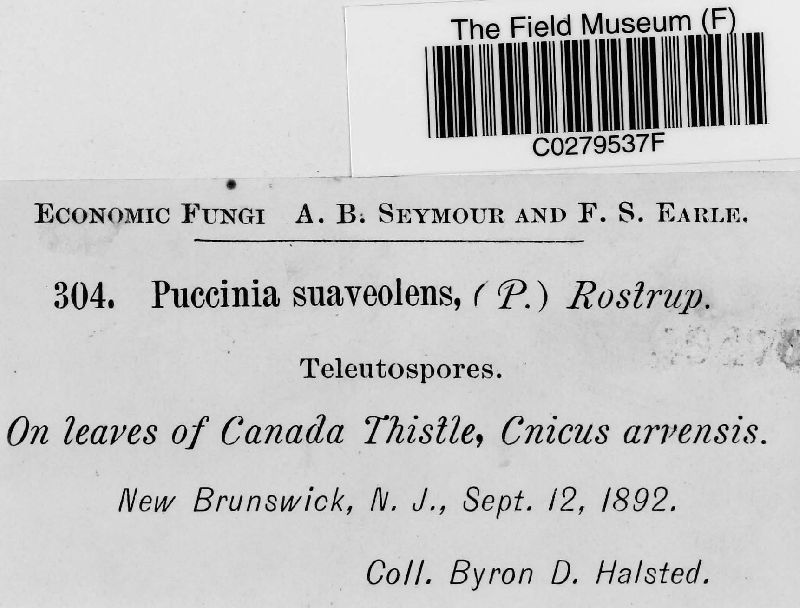 The Field Museum (F)
C0279537F
Economic Fungi A. B. Seymour and F. S. Earle.
304. Puccinia suaveolens, (P.) Rostrup.
Teleutospores.
On leaves of Canada Thistle, Cnicus arvensis.
New Brunswick, N. J., Sept. 12, 1892.
Coll. Byron D. Halsted.